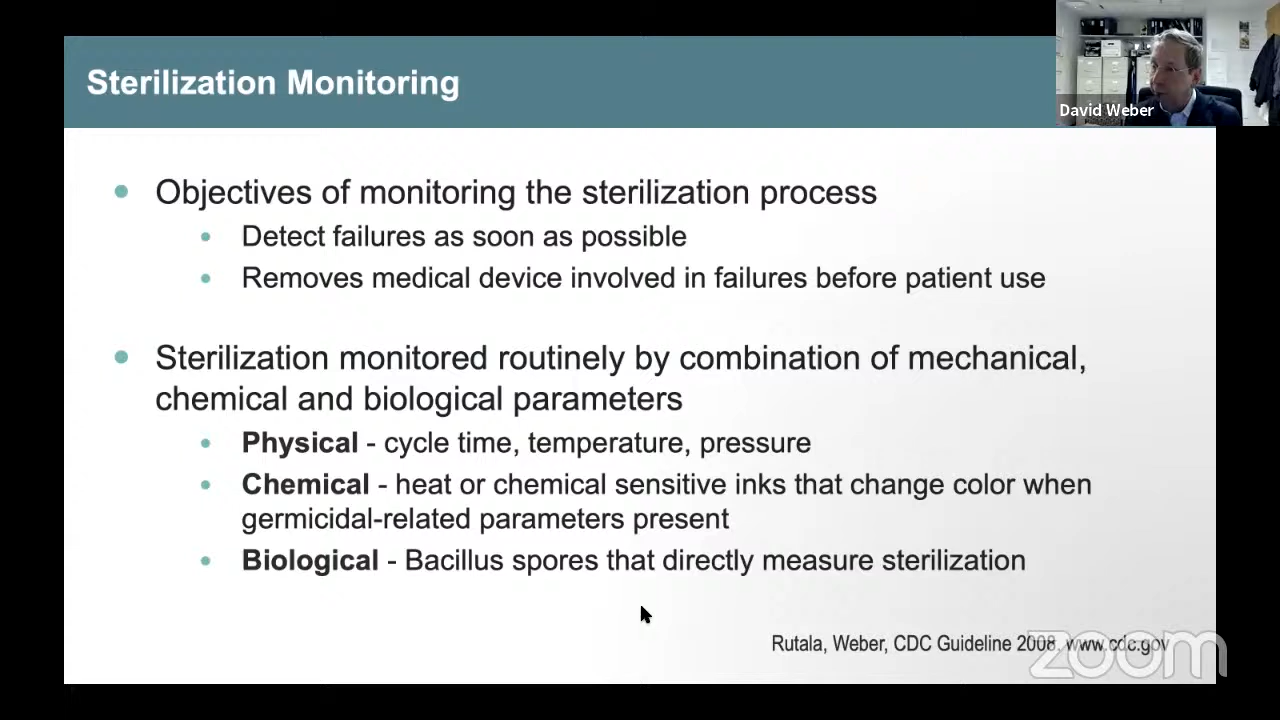 Sterilization Monitoring
David Weber
• Objectives of monitoring the sterilization process
• Detect failures as soon as possible
• Removes medical device involved in failures before patient use
• Sterilization monitored routinely by combination of mechanical,
chemical and biological parameters
• Physical - cycle time, temperature, pressure
• Chemical - heat or chemical sensitive inks that change color when
germicidal-related parameters present
• Biological - Bacillus spores that directly measure sterilization
Rutala, Weber, CDC Guideline 2008. www.cdc.gov
zoom